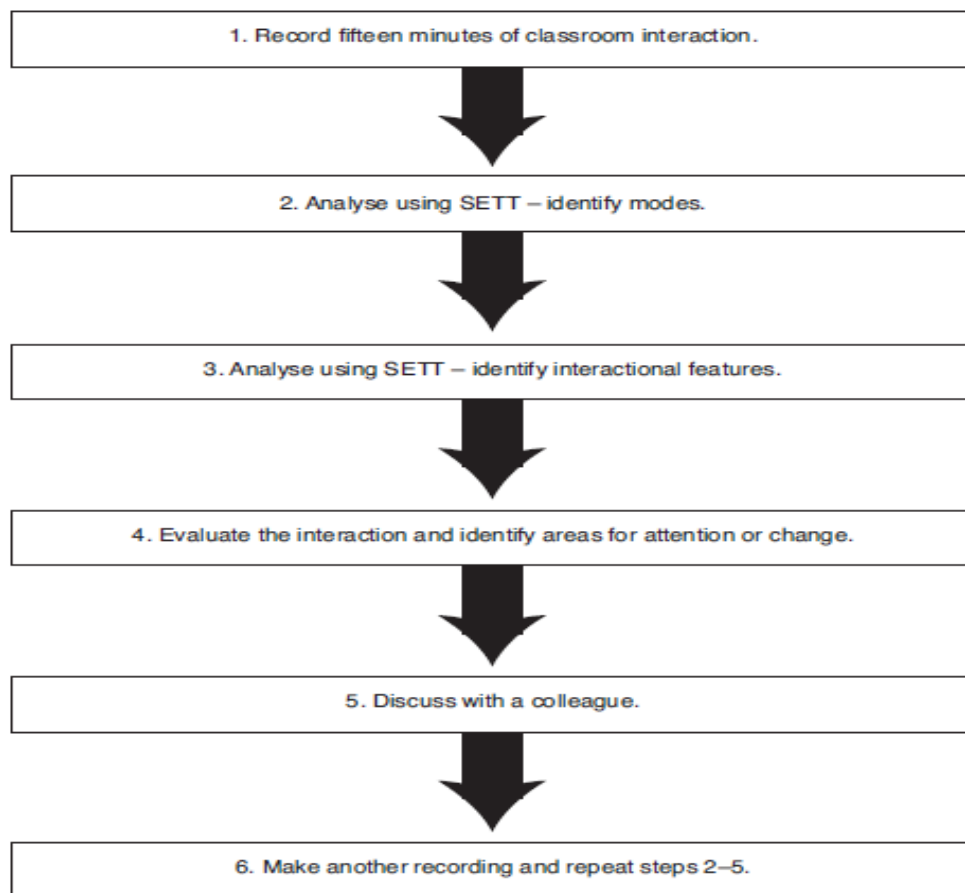 1. Record fifteen minutes of classroom interaction.
2. Analyse using SETT – identify modes.
3. Analyse using SETT – identify interactional features.
4. Evaluate the interaction and identify areas for attention or change.
5. Discuss with a colleague.
6. Make another recording and repeat steps 2–5.